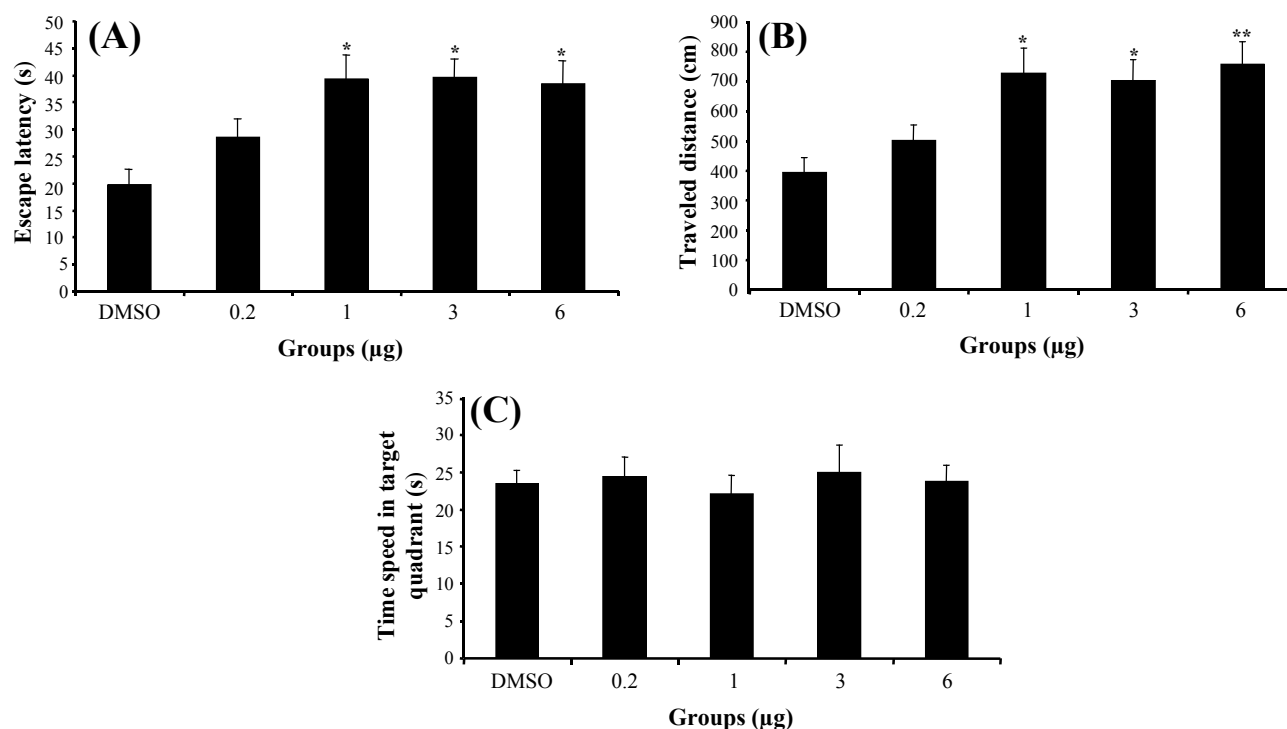 (A)
Escape latency (s)
50
45
40
35
30
25
20
15
10
5
0
*
*
*
DMSO 0.2 1 3 6
Groups (µg)
(B)
Traveled distance (cm)
900
800
700
600
500
400
300
200
100
0
*
*
**
DMSO 0.2 1 3 6
Groups (µg)
(C)
Time speed in target
quadrant (s)
35
30
25
20
15
10
5
0
DMSO 0.2 1 3 6
Groups (µg)